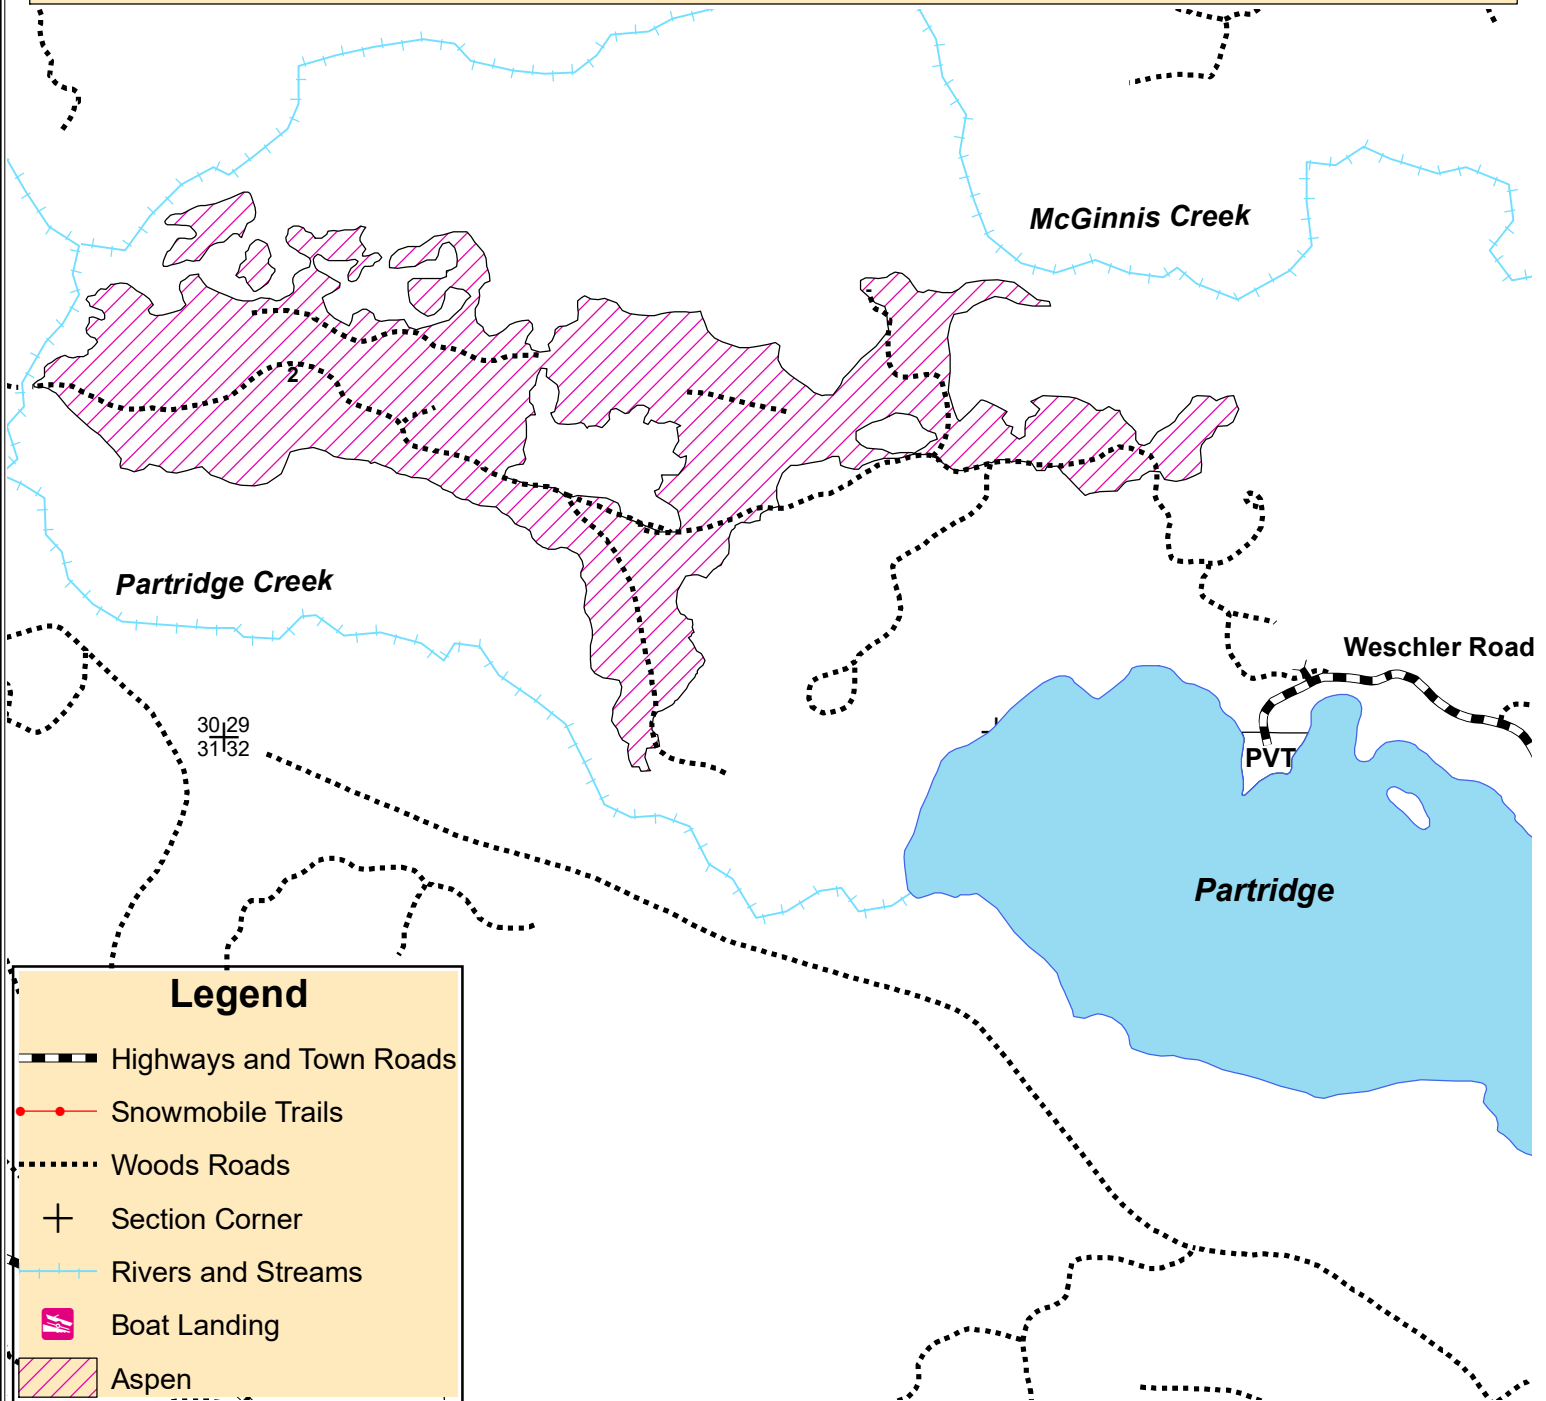 McGinnis Creek
2
Partridge Creek
Weschler Road
30 29
31 32
PVT
Partridge
Legend
Highways and Town Roads
Snowmobile Trails
Woods Roads
Section Corner
Rivers and Streams
Boat Landing
Aspen